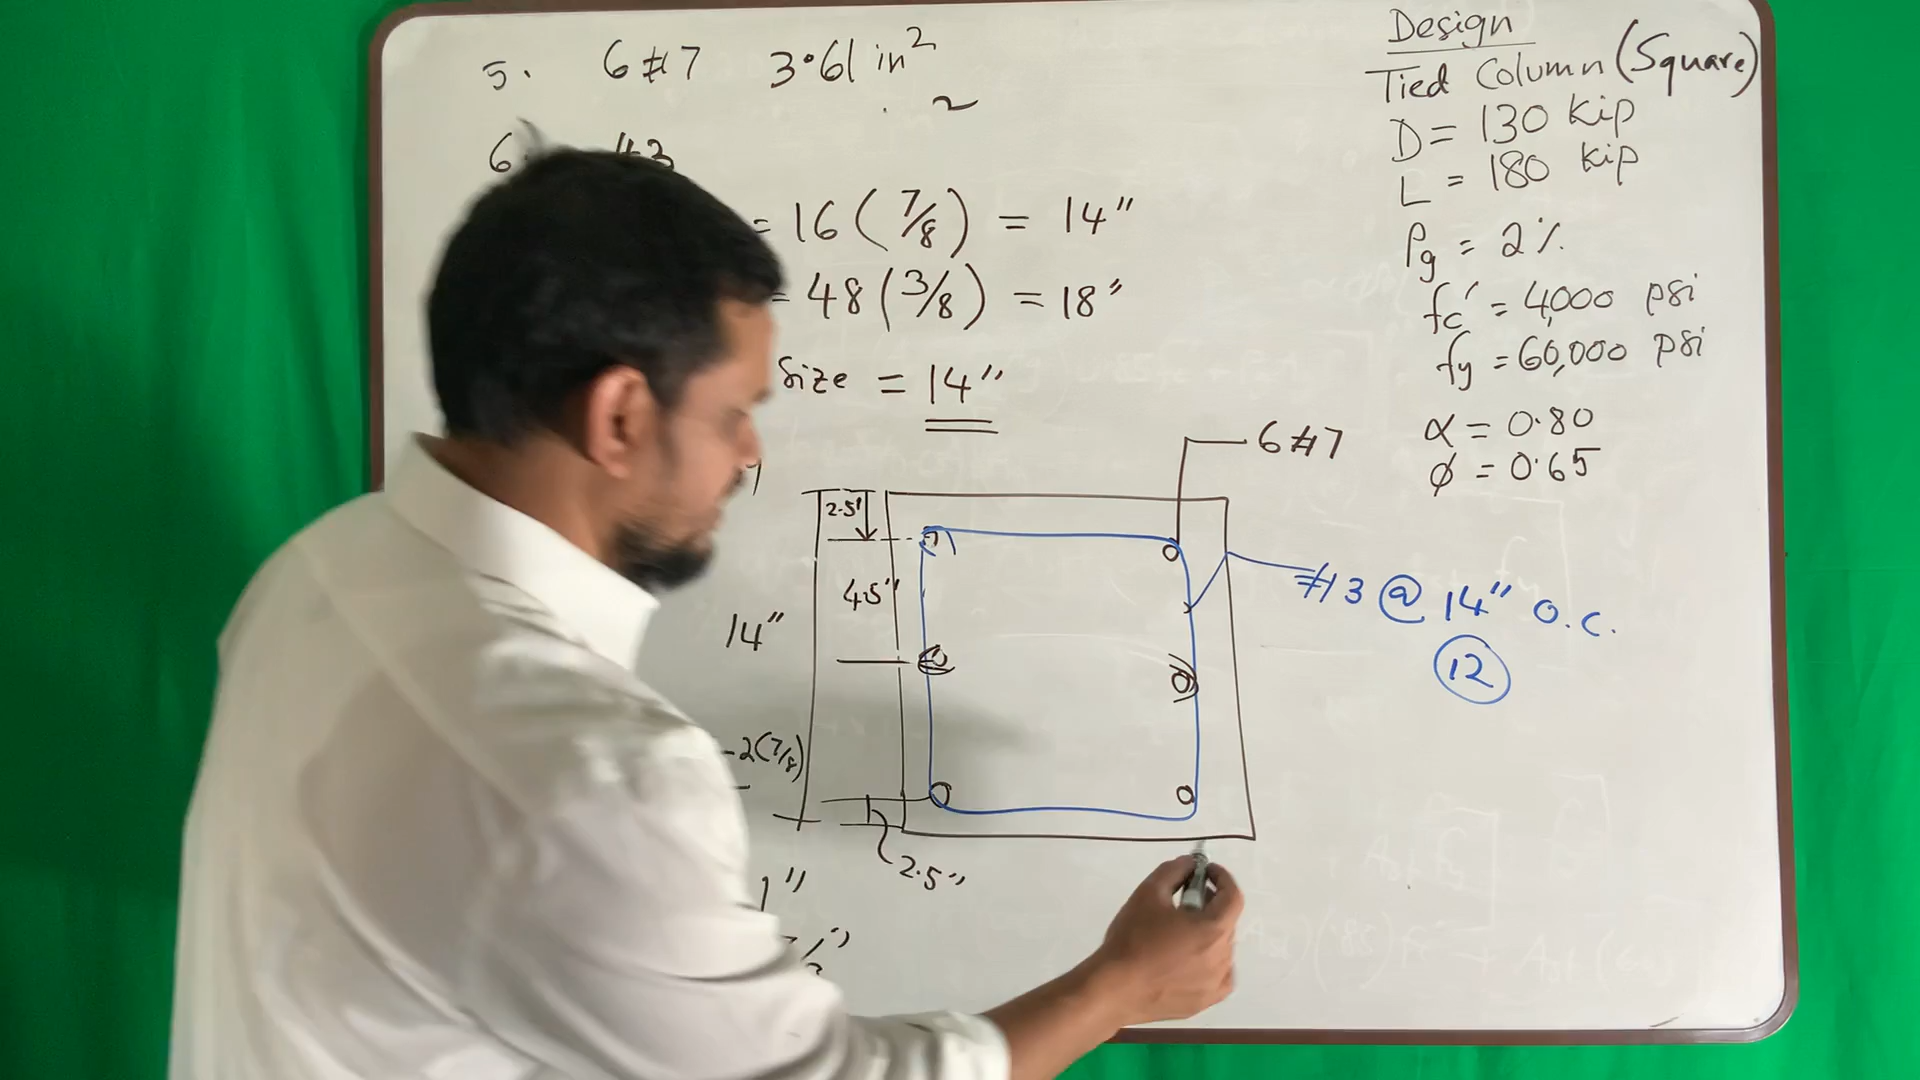 5. 6#7 3.61 in²
6. #3
= 16 (7/8) = 14"
= 48 (3/8) = 18"
Size = 14"
6#7
2.5"
4.5"
14"
-2(7/8)
2.5"
1"
#3 @ 14" O.C.
12
Design
Tied Column (Square)
D = 130 kip
L = 180 kip
ρg = 2%
fc' = 4,000 psi
fy = 60,000 psi
α = 0.80
ϕ = 0.65